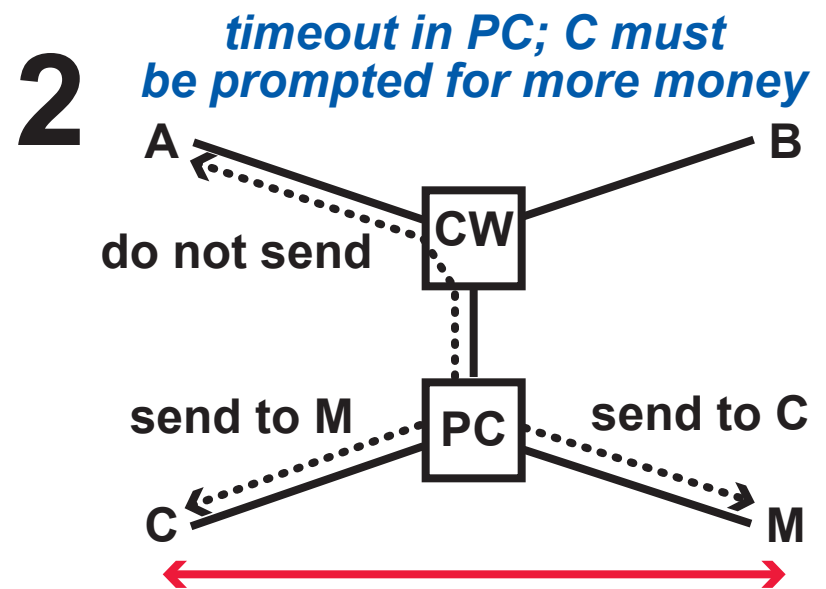 2
timeout in PC; C must
be prompted for more money
A
B
CW
do not send
send to M
PC
send to C
C
M